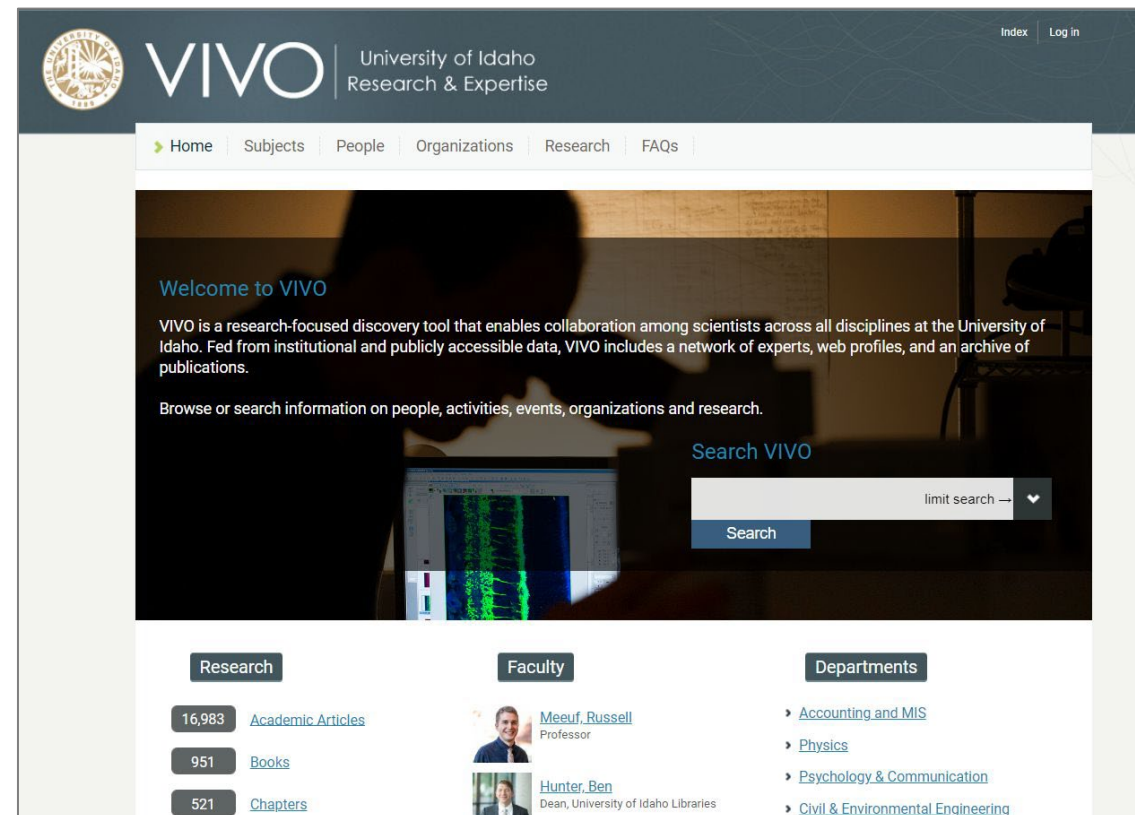 THE UNIVERSITY OF IDAHO
1889
VIVO
University of Idaho
Research & Expertise
Index
Log in
Home
Subjects
People
Organizations
Research
FAQs
Welcome to VIVO
VIVO is a research-focused discovery tool that enables collaboration among scientists across all disciplines at the University of
Idaho. Fed from institutional and publicly accessible data, VIVO includes a network of experts, web profiles, and an archive of
publications.
Browse or search information on people, activities, events, organizations and research.
Search VIVO
limit search →
Search
Research
16,983 Academic Articles
951 Books
521 Chapters
Faculty
Meeuf, Russell
Professor
Hunter, Ben
Dean, University of Idaho Libraries
Departments
Accounting and MIS
Physics
Psychology & Communication
Civil & Environmental Engineering